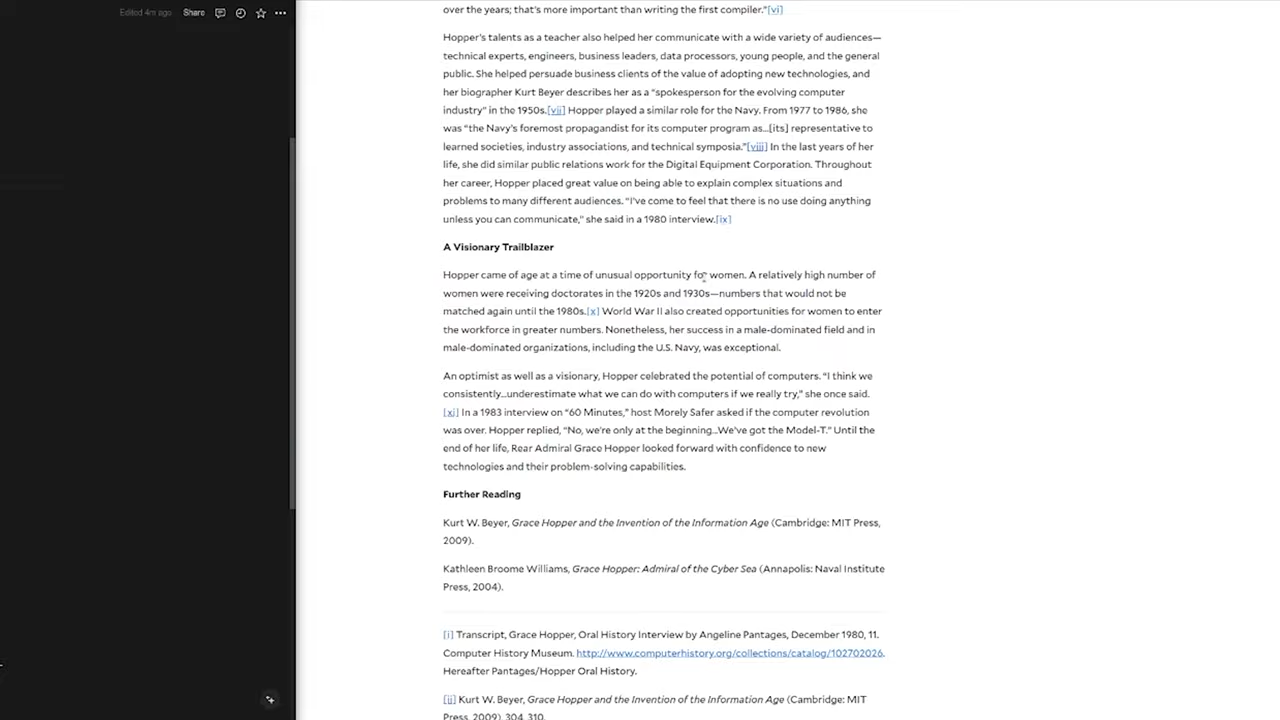 Edited 4m ago Share
over the years; that's more important than writing the first compiler."[vi]
Hopper's talents as a teacher also helped her communicate with a wide variety of audiences—
technical experts, engineers, business leaders, data processors, young people, and the general
public. She helped persuade business clients of the value of adopting new technologies, and
her biographer Kurt Beyer describes her as a "spokesperson for the evolving computer
industry" in the 1950s.[vii] Hopper played a similar role for the Navy. From 1977 to 1986, she
was "the Navy's foremost propagandist for its computer program as…[its] representative to
learned societies, industry associations, and technical symposia."[viii] In the last years of her
life, she did similar public relations work for the Digital Equipment Corporation. Throughout
her career, Hopper placed great value on being able to explain complex situations and
problems to many different audiences. "I've come to feel that there is no use doing anything
unless you can communicate," she said in a 1980 interview.[ix]
A Visionary Trailblazer
Hopper came of age at a time of unusual opportunity for women. A relatively high number of
women were receiving doctorates in the 1920s and 1930s—numbers that would not be
matched again until the 1980s.[x] World War II also created opportunities for women to enter
the workforce in greater numbers. Nonetheless, her success in a male-dominated field and in
male-dominated organizations, including the U.S. Navy, was exceptional.
An optimist as well as a visionary, Hopper celebrated the potential of computers. "I think we
consistently…underestimate what we can do with computers if we really try," she once said.
[xi] In a 1983 interview on "60 Minutes," host Morely Safer asked if the computer revolution
was over. Hopper replied, "No, we're only at the beginning…We've got the Model-T." Until the
end of her life, Rear Admiral Grace Hopper looked forward with confidence to new
technologies and their problem-solving capabilities.
Further Reading
Kurt W. Beyer, Grace Hopper and the Invention of the Information Age (Cambridge: MIT Press,
2009).
Kathleen Broome Williams, Grace Hopper: Admiral of the Cyber Sea (Annapolis: Naval Institute
Press, 2004).
[i] Transcript, Grace Hopper, Oral History Interview by Angeline Pantages, December 1980, 11.
Computer History Museum. http://www.computerhistory.org/collections/catalog/102702026.
Hereafter Pantages/Hopper Oral History.
[ii] Kurt W. Beyer, Grace Hopper and the Invention of the Information Age (Cambridge: MIT
Press, 2009), 304, 310.